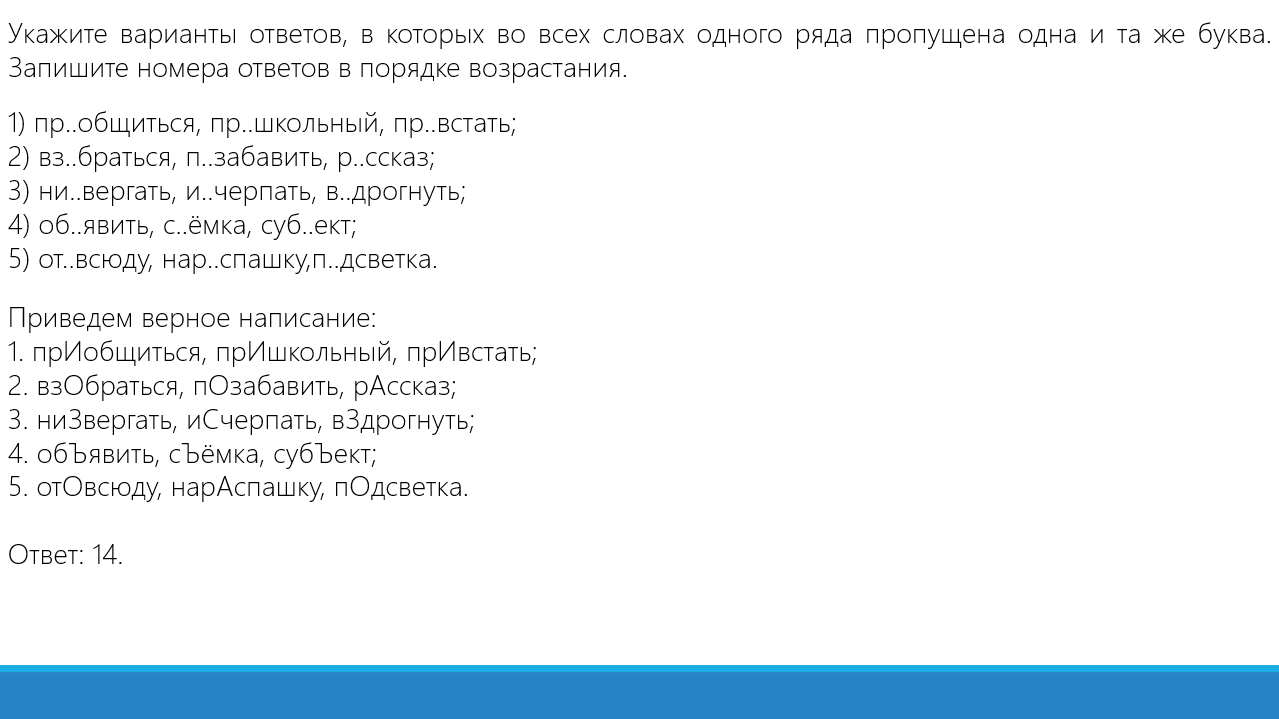 Укажите варианты ответов, в которых во всех словах одного ряда пропущена одна и та же буква.
Запишите номера ответов в порядке возрастания.
1) пр..общиться, пр..школьный, пр..встать;
2) вз..браться, п..забавить, р..ссказ;
3) ни..вергать, и..черпать, в..дрогнуть;
4) об..явить, с..ёмка, суб..ект;
5) от..всюду, нар..спашку,п..дсветка.
Приведем верное написание:
1. прИобщиться, прИшкольный, прИвстать;
2. взОбраться, пОзабавить, рАссказ;
3. ниЗвергать, иСчерпать, вЗдрогнуть;
4. обЪявить, сЪёмка, субЪект;
5. отОвсюду, нарАспашку, пОдсветка.
Ответ: 14.